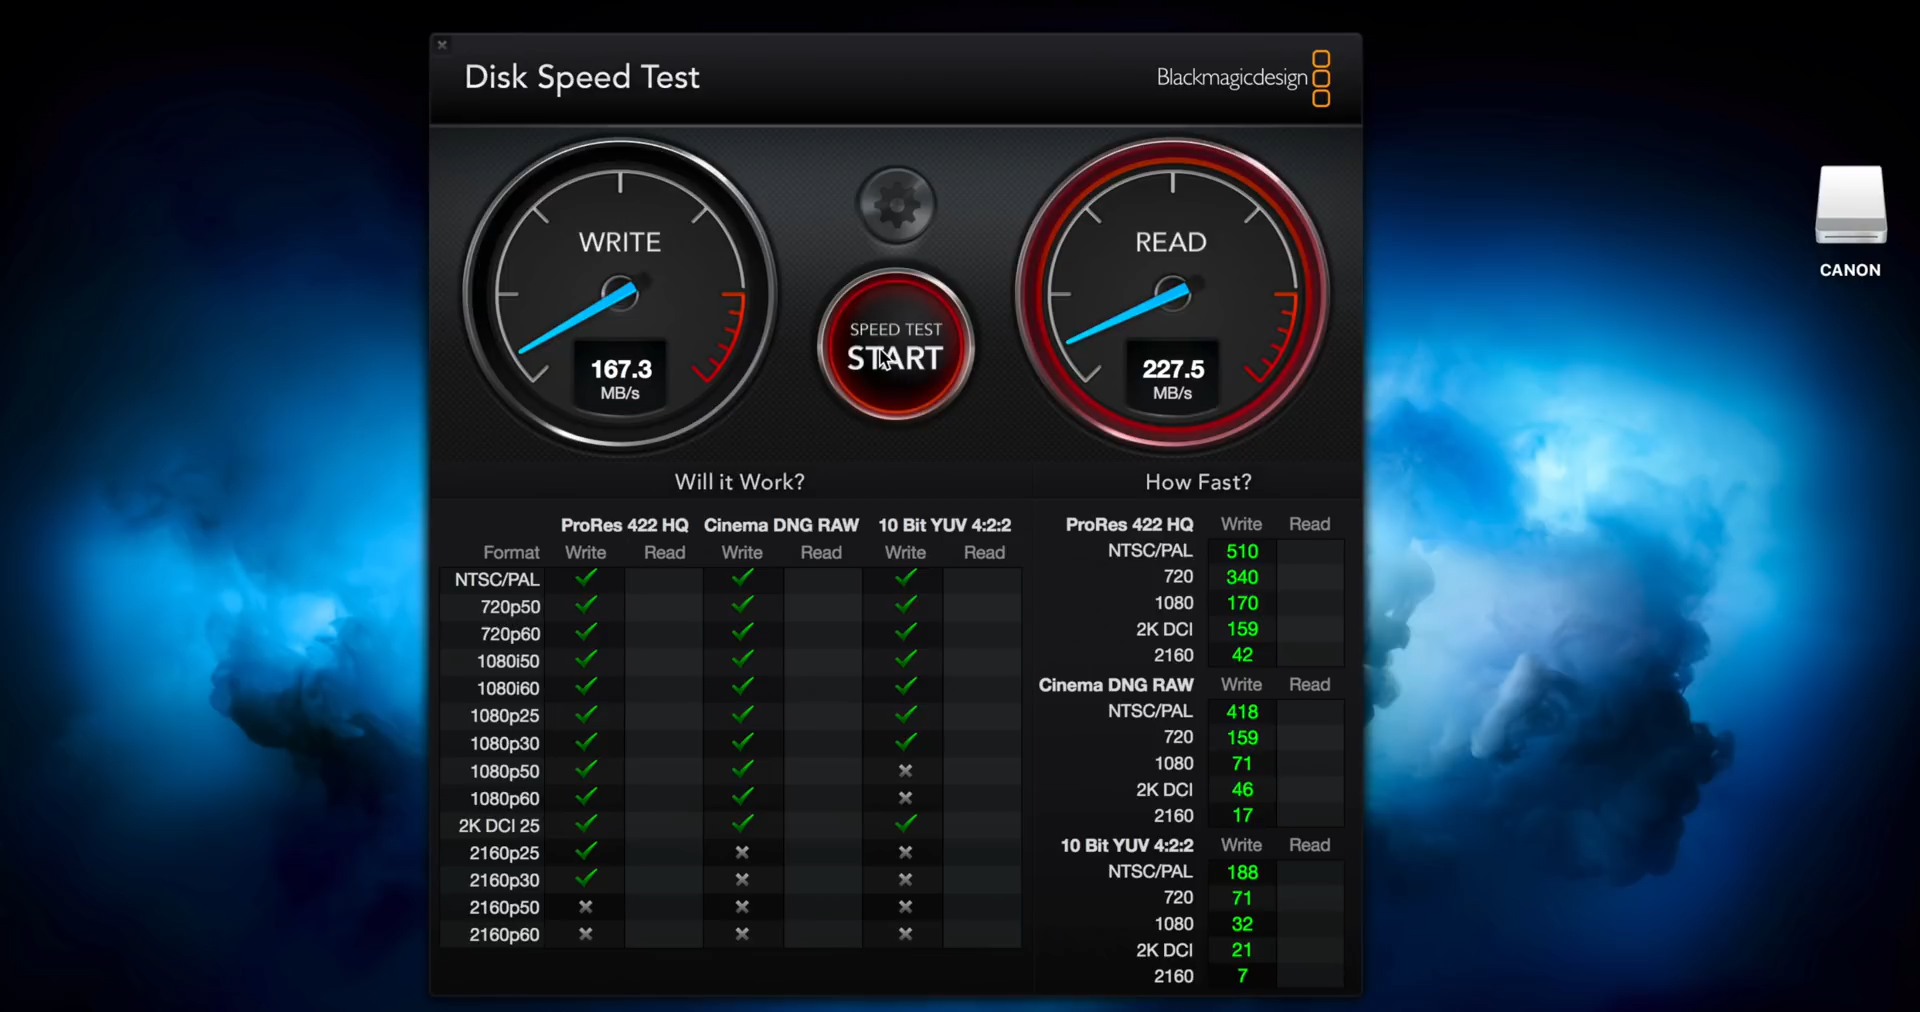 Disk Speed Test
Blackmagicdesign
WRITE
167.3
MB/s
SPEED TEST
START
READ
227.5
MB/s
CANON
Will it Work?
ProRes 422 HQ Cinema DNG RAW 10 Bit YUV 4:2:2
Format Write Read Write Read Write Read
NTSC/PAL
720p50
720p60
1080i50
1080i60
1080p25
1080p30
1080p50
1080p60
2K DCI 25
2160p25
2160p30
2160p50
2160p60
How Fast?
ProRes 422 HQ Write Read
NTSC/PAL 510
720 340
1080 170
2K DCI 159
2160 42
Cinema DNG RAW Write Read
NTSC/PAL 418
720 159
1080 71
2K DCI 46
2160 17
10 Bit YUV 4:2:2 Write Read
NTSC/PAL 188
720 71
1080 32
2K DCI 21
2160 7